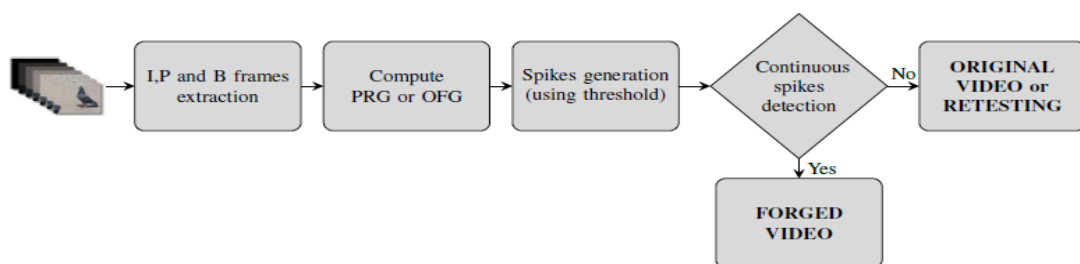 I,P and B frames
extraction
Compute
PRG or OFG
Spikes generation
(using threshold)
Continuous
spikes
detection
No
ORIGINAL
VIDEO or
RETESTING
Yes
FORGED
VIDEO